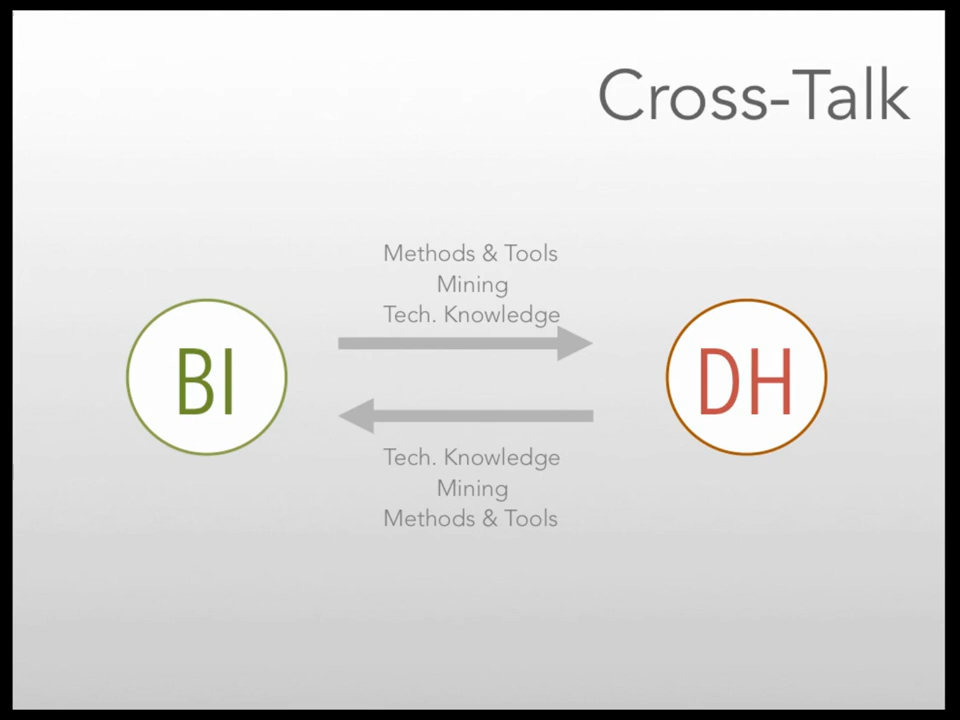 Cross-Talk
Methods & Tools
Mining
Tech. Knowledge
BI
DH
Tech. Knowledge
Mining
Methods & Tools